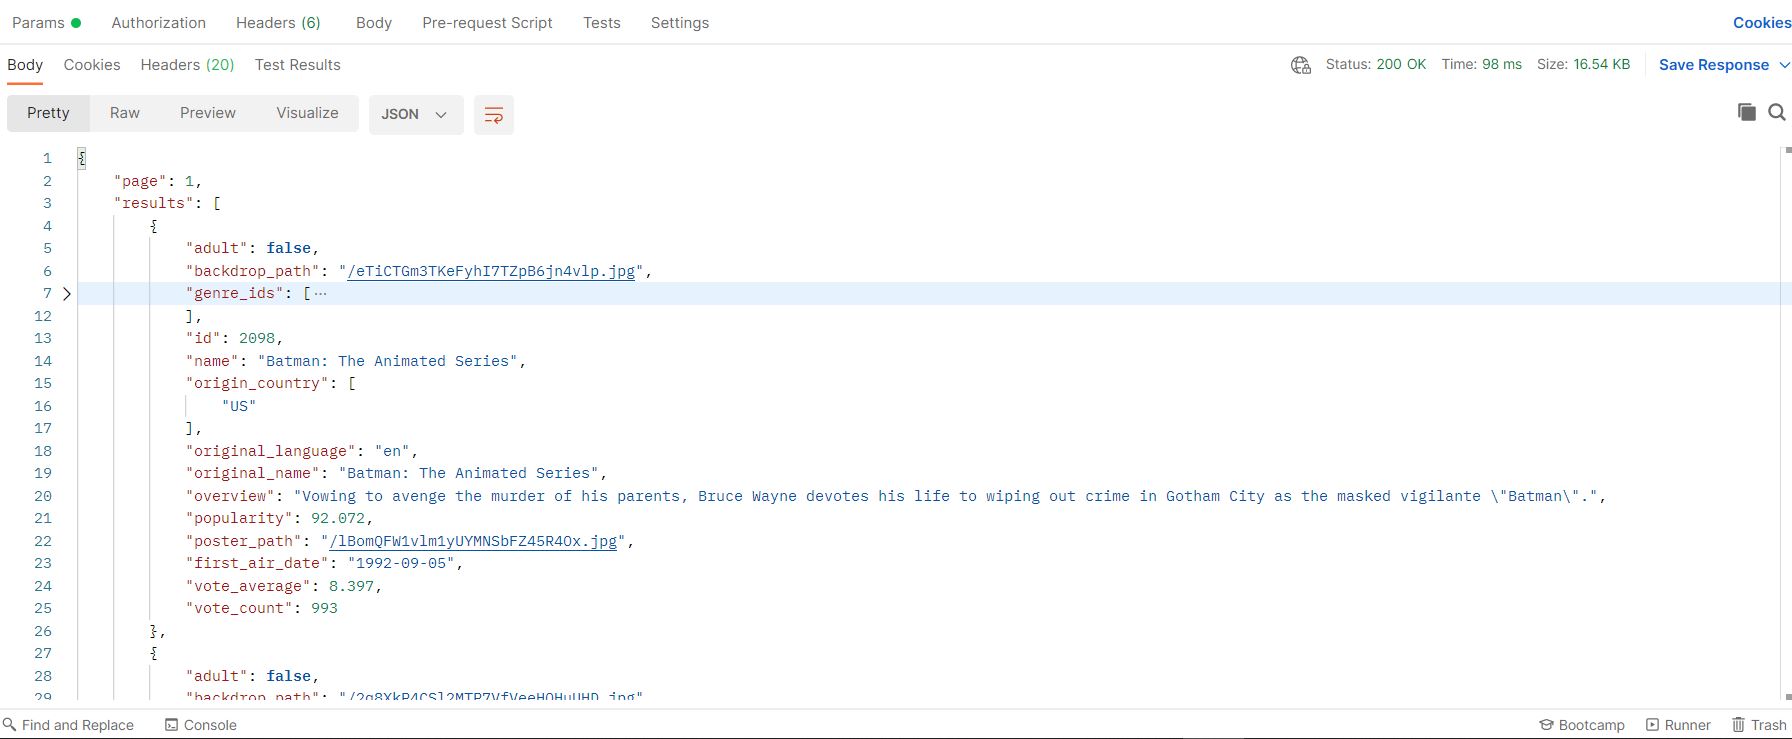 Params Authorization Headers (6) Body Pre-request Script Tests Settings Cookies
Body Cookies Headers (20) Test Results Status: 200 OK Time: 98 ms Size: 16.54 KB Save Response
Pretty Raw Preview Visualize JSON
1 {
2 "page": 1,
3 "results": [
4 {
5 "adult": false,
6 "backdrop_path": "/eTiCTGm3TKeFyhI7TZpB6jn4vlp.jpg",
7 "genre_ids": [···
12 ],
13 "id": 2098,
14 "name": "Batman: The Animated Series",
15 "origin_country": [
16 "US"
17 ],
18 "original_language": "en",
19 "original_name": "Batman: The Animated Series",
20 "overview": "Vowing to avenge the murder of his parents, Bruce Wayne devotes his life to wiping out crime in Gotham City as the masked vigilante \"Batman\".",
21 "popularity": 92.072,
22 "poster_path": "/lBomQFW1vlm1yUYMNSbFZ45R4Ox.jpg",
23 "first_air_date": "1992-09-05",
24 "vote_average": 8.397,
25 "vote_count": 993
26 },
27 {
28 "adult": false,
29 "backdrop_path":
Find and Replace Console Bootcamp Runner Trash